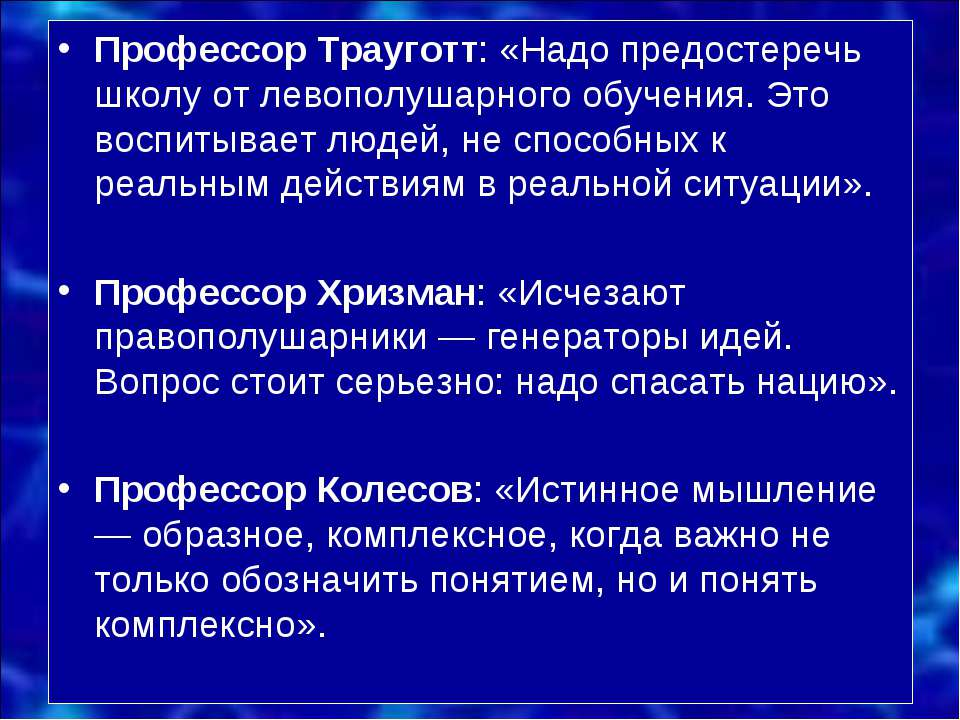 • Профессор Трауготт: «Надо предостеречь
школу от левополушарного обучения. Это
воспитывает людей, не способных к
реальным действиям в реальной ситуации».
• Профессор Хризман: «Исчезают
правополушарники — генераторы идей.
Вопрос стоит серьезно: надо спасать нацию».
• Профессор Колесов: «Истинное мышление
— образное, комплексное, когда важно не
только обозначить понятием, но и понять
комплексно».